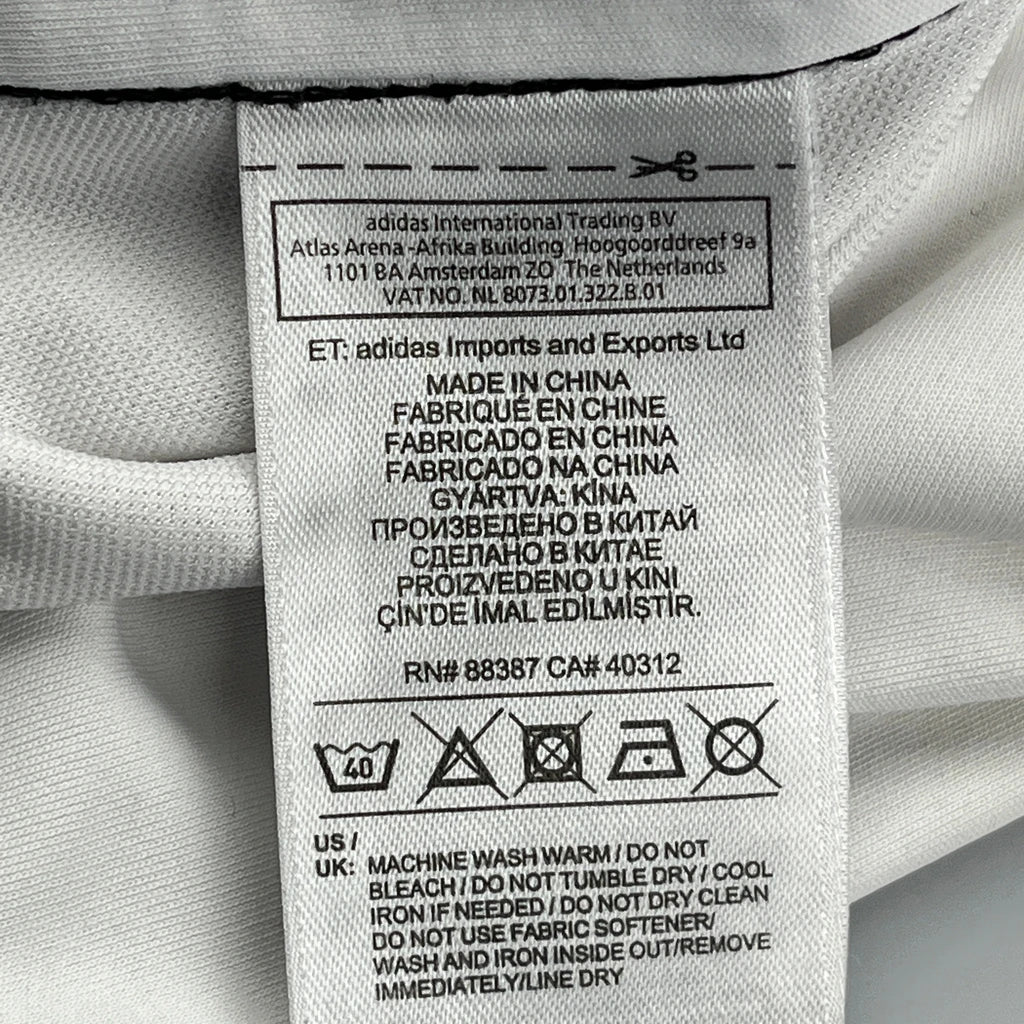 adidas International Trading BV
Atlas Arena-Afrika Building Hoogoorddreef 9a
1101 BA Amsterdam ZO The Netherlands
VAT NO. NL 8073.01.322.B.01
ET: adidas Imports and Exports Ltd
MADE IN CHINA
FABRIQUÉ EN CHINE
FABRICADO EN CHINA
FABRICADO NA CHINA
GYÁRTVA: KÍNA
ПРОИЗВЕДЕНО В КИТАЙ
СДЕЛАНО В КИТАЕ
PROIZVEDENO U KINI
ÇİN'DE İMAL EDİLMİŞTİR.
RN# 88387 CA# 40312
40
US /
UK: MACHINE WASH WARM / DO NOT
BLEACH / DO NOT TUMBLE DRY / COOL
IRON IF NEEDED / DO NOT DRY CLEAN
DO NOT USE FABRIC SOFTENER/
WASH AND IRON INSIDE OUT/REMOVE
IMMEDIATELY/LINE DRY